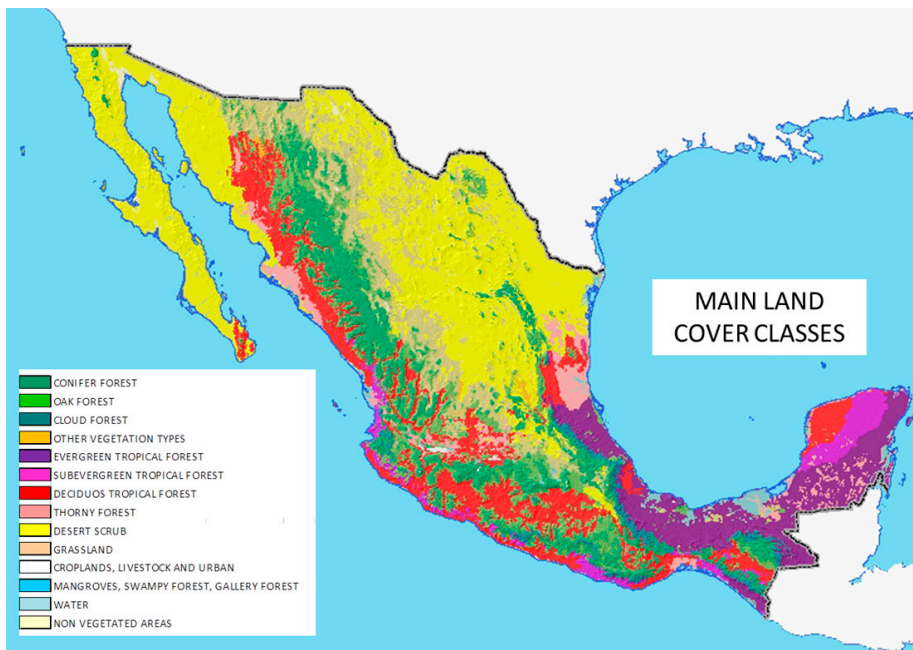 MAIN LAND
COVER CLASSES
CONIFER FOREST
OAK FOREST
CLOUD FOREST
OTHER VEGETATION TYPES
EVERGREEN TROPICAL FOREST
SUBEVERGREEN TROPICAL FOREST
DECIDUOS TROPICAL FOREST
THORNY FOREST
DESERT SCRUB
GRASSLAND
CROPLANDS, LIVESTOCK AND URBAN
MANGROVES, SWAMPY FOREST, GALLERY FOREST
WATER
NON VEGETATED AREAS